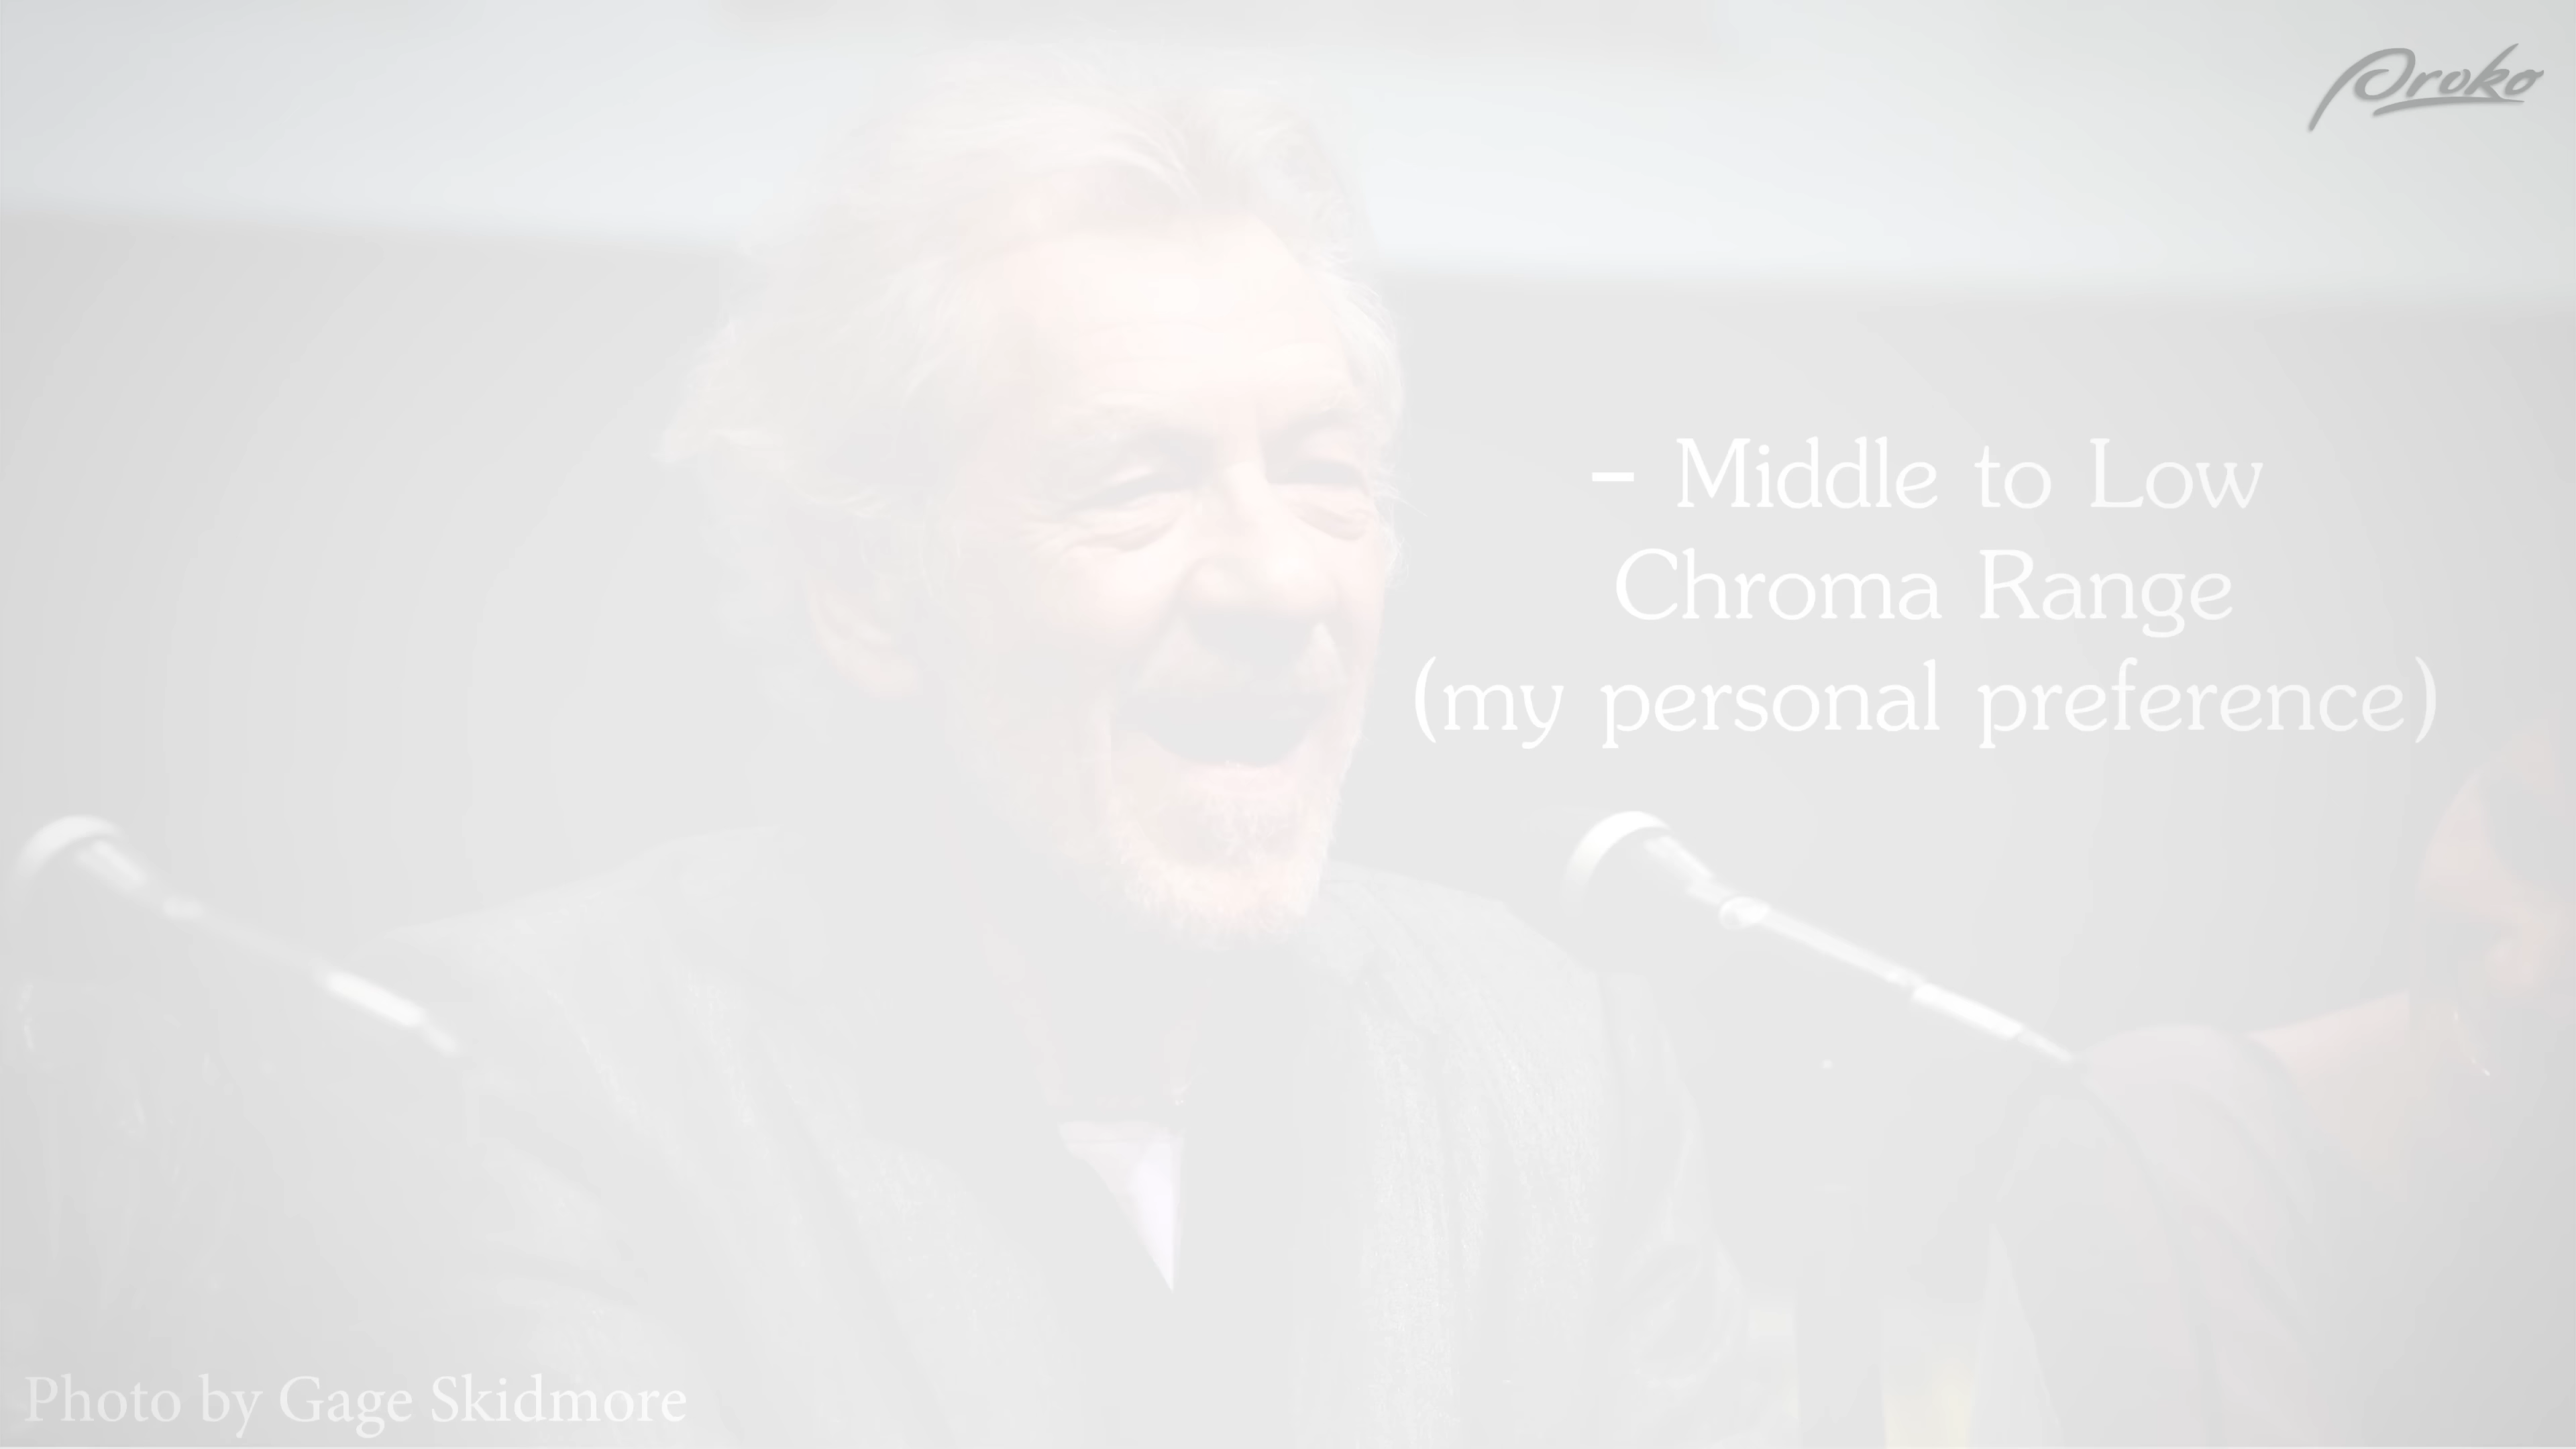 Proko
- Middle to Low
Chroma Range
(my personal preference)
Photo by Gage Skidmore